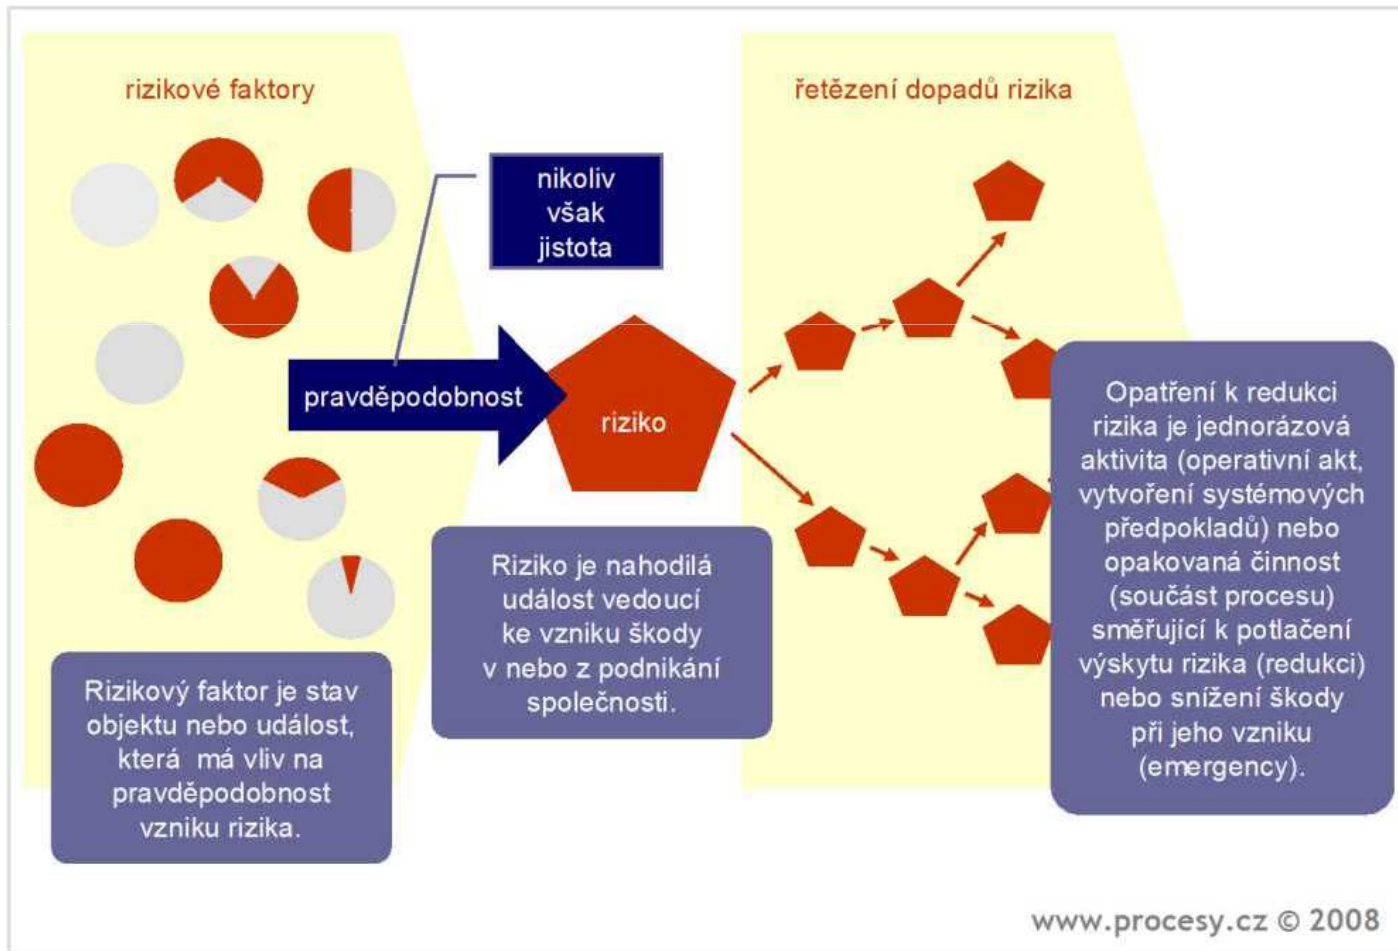 rizikové faktory
řetězení dopadů rizika
nikoliv
však
jistota
pravděpodobnost
riziko
Opatření k redukci
rizika je jednorázová
aktivita (operativní akt,
vytvoření systémových
předpokladů) nebo
opakovaná činnost
(součást procesu)
směřující k potlačení
výskytu rizika (redukci)
nebo snížení škody
při jeho vzniku
(emergency).
Riziko je nahodilá
událost vedoucí
ke vzniku škody
v nebo z podnikání
společnosti.
Rizikový faktor je stav
objektu nebo událost,
která má vliv na
pravděpodobnost
vzniku rizika.
www.procesy.cz © 2008